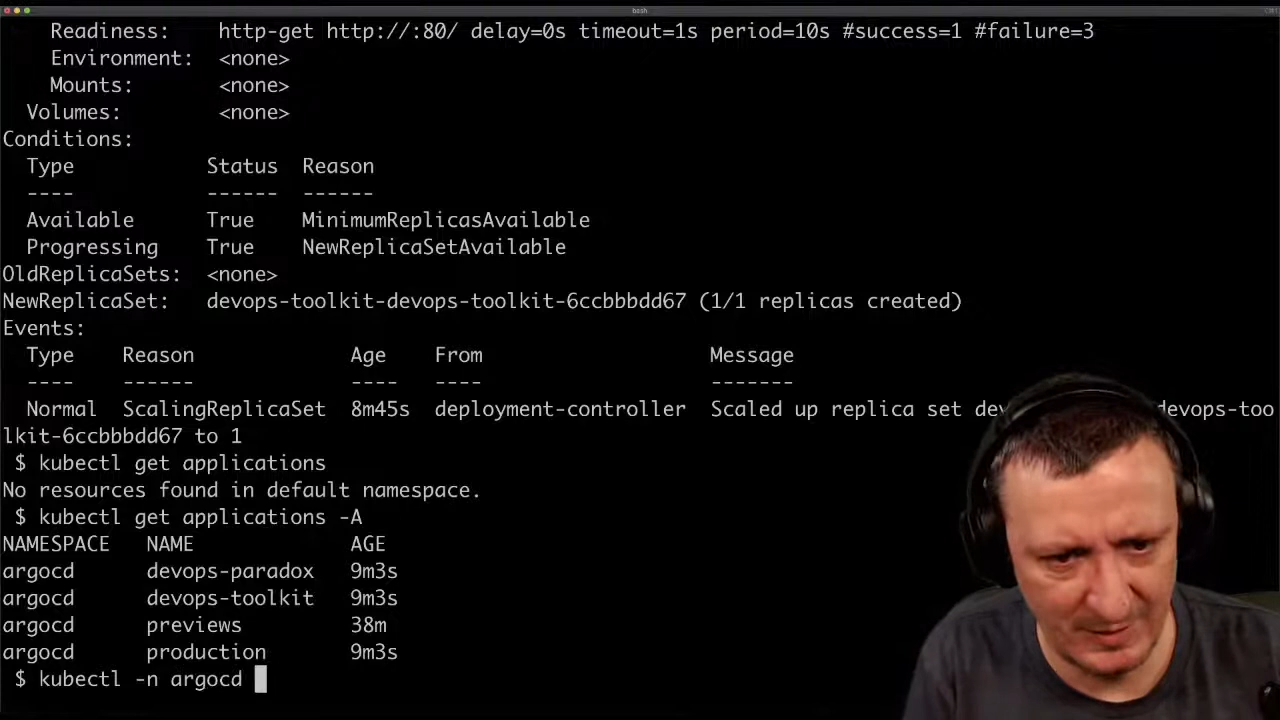 bash
Readiness: http-get http://:80/ delay=0s timeout=1s period=10s #success=1 #failure=3
Environment: <none>
Mounts: <none>
Volumes: <none>
Conditions:
Type Status Reason
---- ------ ------
Available True MinimumReplicasAvailable
Progressing True NewReplicaSetAvailable
OldReplicaSets: <none>
NewReplicaSet: devops-toolkit-devops-toolkit-6ccbbbdd67 (1/1 replicas created)
Events:
Type Reason Age From Message
---- ------ ---- ---- -------
Normal ScalingReplicaSet 8m45s deployment-controller Scaled up replica set devops-too
lkit-6ccbbbdd67 to 1
$ kubectl get applications
No resources found in default namespace.
$ kubectl get applications -A
NAMESPACE NAME AGE
argocd devops-paradox 9m3s
argocd devops-toolkit 9m3s
argocd previews 38m
argocd production 9m3s
$ kubectl -n argocd